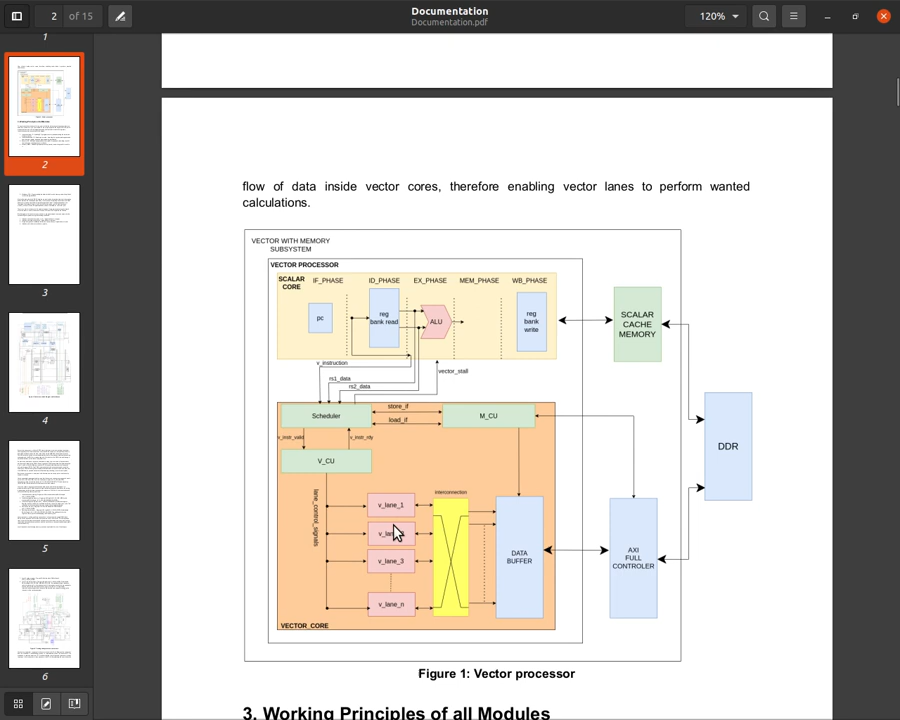 2 of 15
Documentation
Documentation.pdf
120%
1
2
3
4
5
6
flow of data inside vector cores, therefore enabling vector lanes to perform wanted
calculations.
VECTOR WITH MEMORY
SUBSYSTEM
VECTOR PROCESSOR
SCALAR
CORE
IF_PHASE
ID_PHASE
EX_PHASE
MEM_PHASE
WB_PHASE
pc
reg
bank read
ALU
reg
bank
write
SCALAR
CACHE
MEMORY
v_instruction
rs1_data
rs2_data
vector_stall
Scheduler
store_if
load_if
M_CU
v_instr_valid
v_instr_rdy
V_CU
DDR
lane_control_signals
interconnection
v_lane_1
v_lane_3
v_lane_n
DATA
BUFFER
AXI
FULL
CONTROLER
VECTOR_CORE
Figure 1: Vector processor
3. Working Principles of all Modules